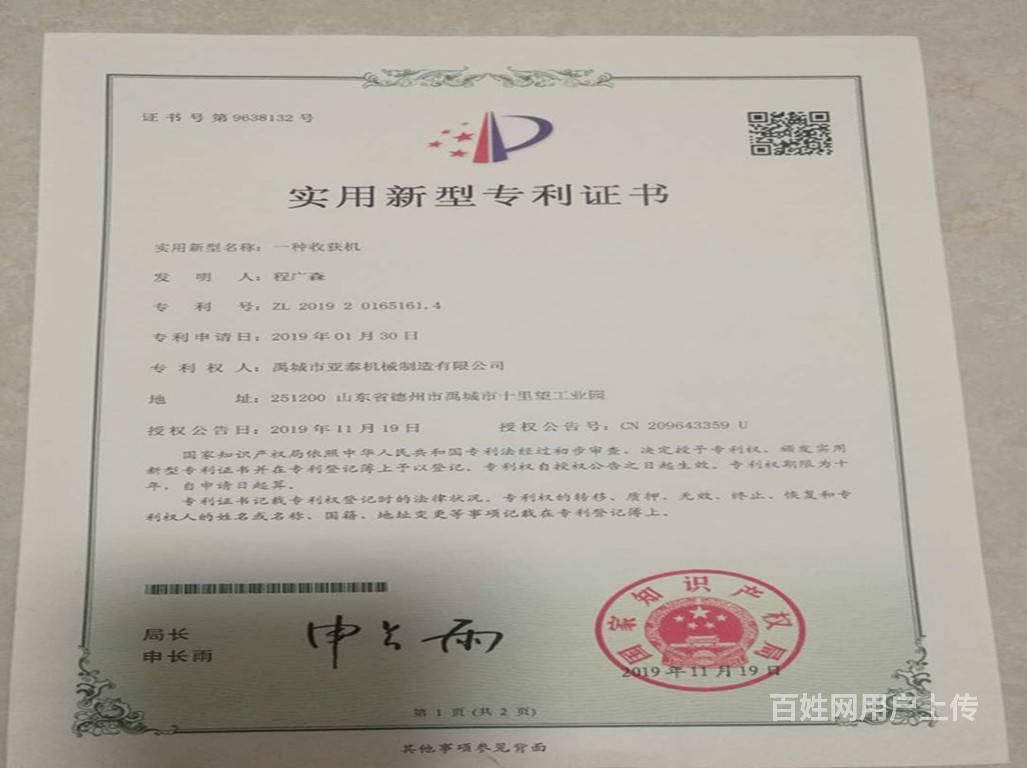 证书号第9638132号
实用新型专利证书
实用新型名称：一种收获机
发明人：程广森
专利号：ZL 2019 2 0165161.4
专利申请日：2019年01月30日
专利权人：禹城市亚泰机械制造有限公司
地址：251200 山东省德州市禹城市十里望工业园
授权公告日：2019年11月19日 授权公告号：CN 209643359 U
国家知识产权局依照中华人民共和国专利法经过初步审查，决定授予专利权，颁发实用
新型专利证书并在专利登记簿上予以登记。专利权自授权公告之日起生效。专利权期限为十
年，自申请日起算。
专利证书记载专利权登记时的法律状况。专利权的转移、质押、无效、终止、恢复和专
利权人的姓名或名称、国籍、地址变更等事项记载在专利登记簿上。
局长
申长雨
申长雨
国家知识产权局
2019年11月19日
第 1 页 (共 2 页)
百姓网用户上传
其他事项参见背面